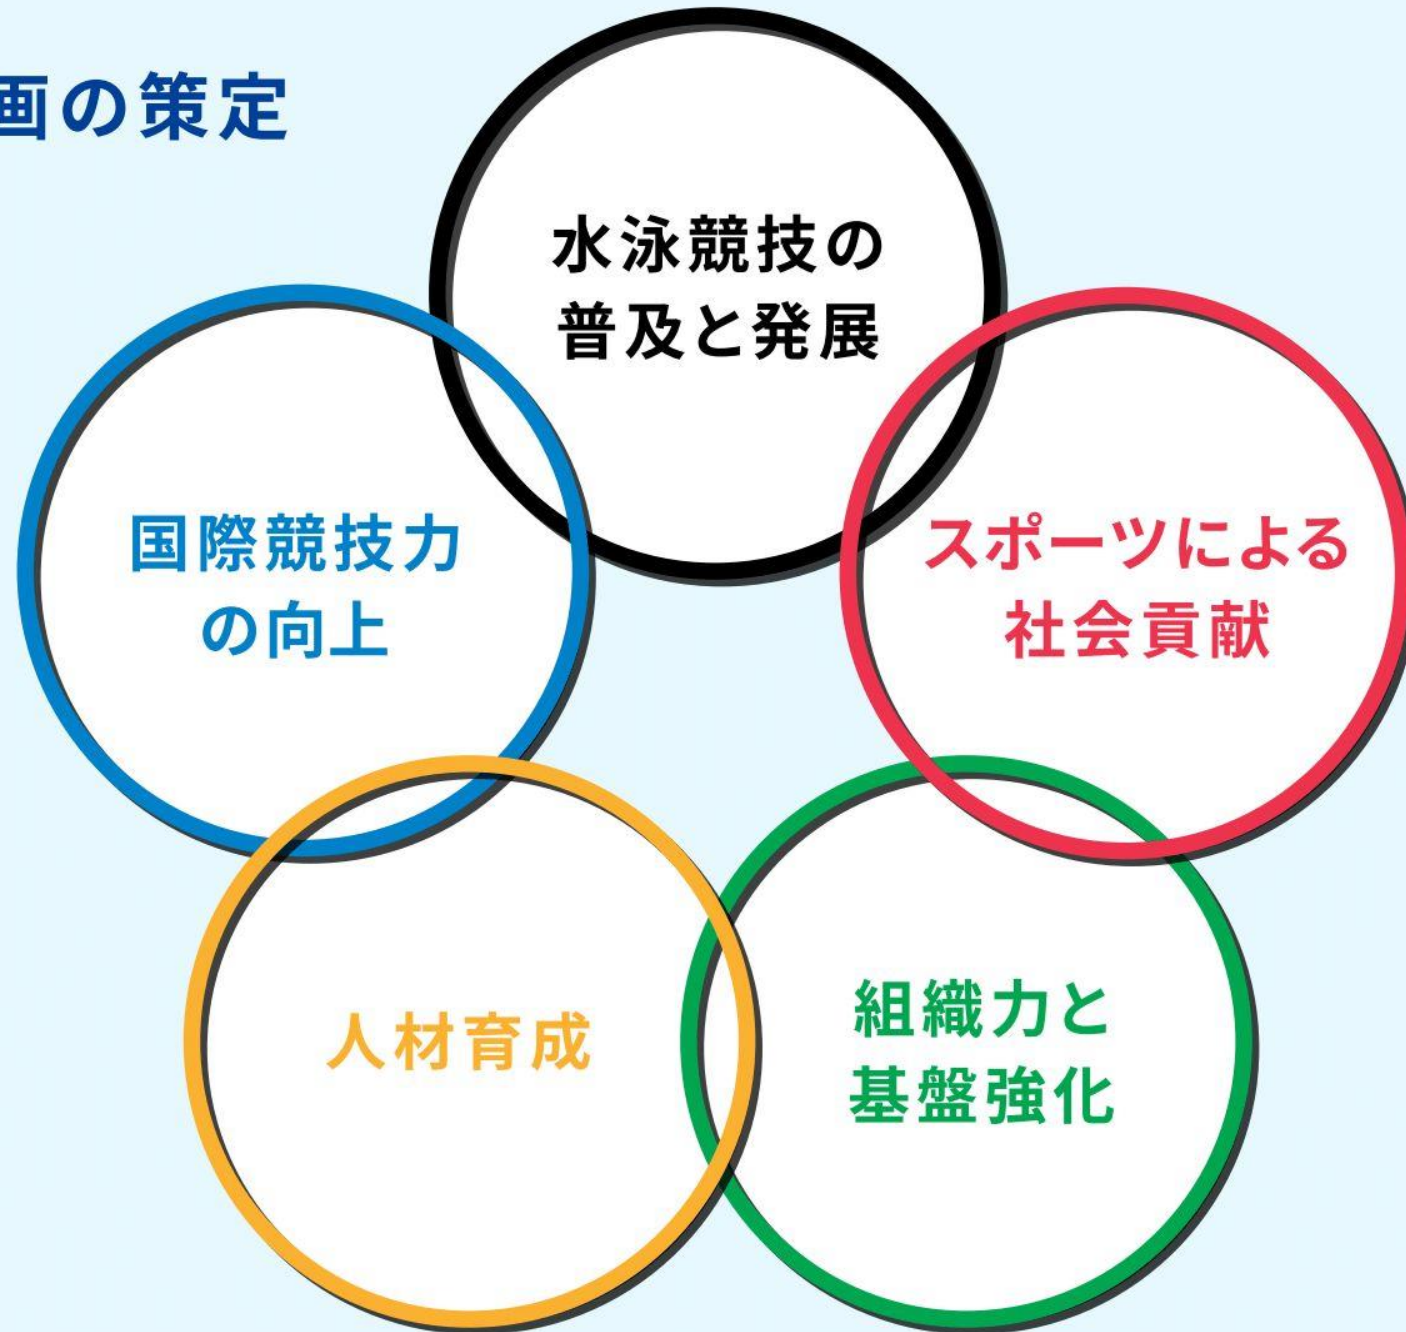 画の策定
水泳競技の
普及と発展
国際競技力
の向上
スポーツによる
社会貢献
人材育成
組織力と
基盤強化